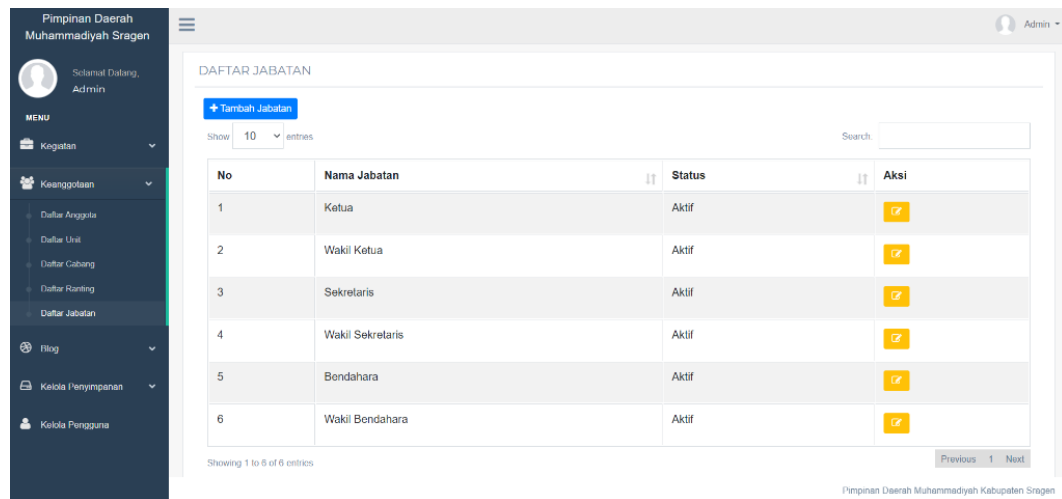 Pimpinan Daerah
Muhammadiyah Sragen
Admin
Selamat Datang,
Admin
MENU
Kegiatan
Keanggotaan
Daftar Anggota
Daftar Unit
Daftar Cabang
Daftar Ranting
Daftar Jabatan
Blog
Kelola Penyimpanan
Kelola Pengguna
DAFTAR JABATAN
+ Tambah Jabatan
Show 10 entries
Search:
No Nama Jabatan Status Aksi
1 Ketua Aktif
2 Wakil Ketua Aktif
3 Sekretaris Aktif
4 Wakil Sekretaris Aktif
5 Bendahara Aktif
6 Wakil Bendahara Aktif
Showing 1 to 6 of 6 entries
Previous 1 Next
Pimpinan Daerah Muhammadiyah Kabupaten Sragen